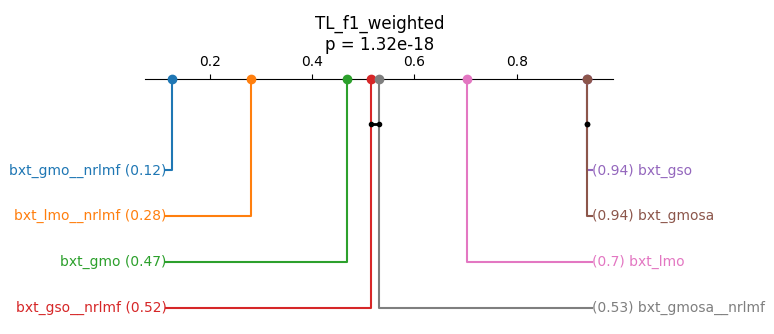 TL_f1_weighted
p = 1.32e-18
0.2 0.4 0.6 0.8
bxt_gmo__nrlmf (0.12)
(0.94) bxt_gso
bxt_lmo__nrlmf (0.28)
(0.94) bxt_gmosa
bxt_gmo (0.47)
(0.7) bxt_lmo
bxt_gso__nrlmf (0.52)
(0.53) bxt_gmosa__nrlmf